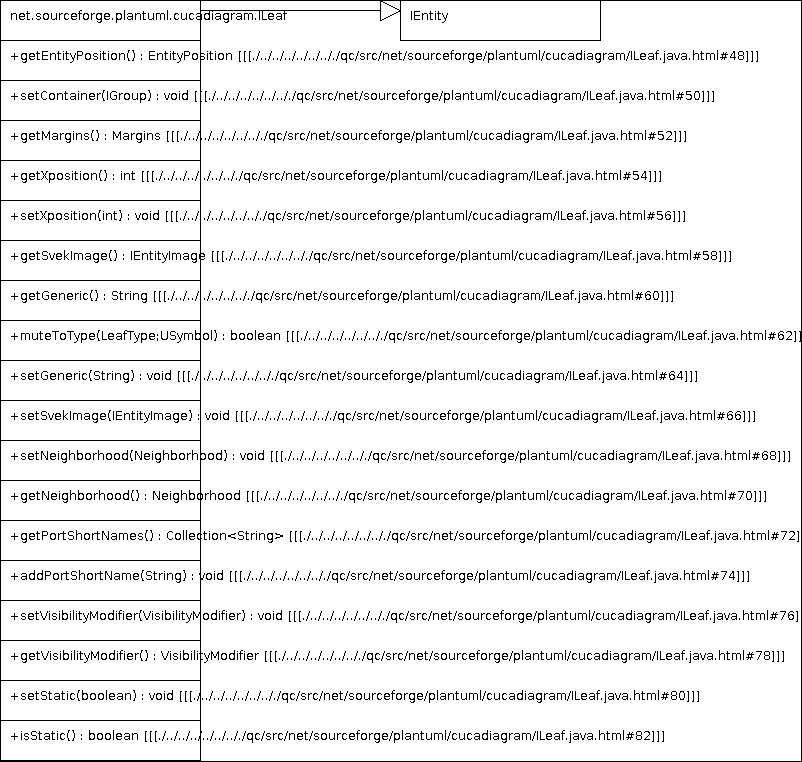 net.sourceforge.plantuml.cucadiagram.ILeaf
IEntity
+getEntityPosition() : EntityPosition [[[./../../../../../../../qc/src/net/sourceforge/plantuml/cucadiagram/ILeaf.java.html#48]]]
+setContainer(IGroup) : void [[[./../../../../../../../qc/src/net/sourceforge/plantuml/cucadiagram/ILeaf.java.html#50]]]
+getMargins() : Margins [[[./../../../../../../../qc/src/net/sourceforge/plantuml/cucadiagram/ILeaf.java.html#52]]]
+getXposition() : int [[[./../../../../../../../qc/src/net/sourceforge/plantuml/cucadiagram/ILeaf.java.html#54]]]
+setXposition(int) : void [[[./../../../../../../../qc/src/net/sourceforge/plantuml/cucadiagram/ILeaf.java.html#56]]]
+getSvekImage() : IEntityImage [[[./../../../../../../../qc/src/net/sourceforge/plantuml/cucadiagram/ILeaf.java.html#58]]]
+getGeneric() : String [[[./../../../../../../../qc/src/net/sourceforge/plantuml/cucadiagram/ILeaf.java.html#60]]]
+muteToType(LeafType;USymbol) : boolean [[[./../../../../../../../qc/src/net/sourceforge/plantuml/cucadiagram/ILeaf.java.html#62]]
+setGeneric(String) : void [[[./../../../../../../../qc/src/net/sourceforge/plantuml/cucadiagram/ILeaf.java.html#64]]]
+setSvekImage(IEntityImage) : void [[[./../../../../../../../qc/src/net/sourceforge/plantuml/cucadiagram/ILeaf.java.html#66]]]
+setNeighborhood(Neighborhood) : void [[[./../../../../../../../qc/src/net/sourceforge/plantuml/cucadiagram/ILeaf.java.html#68]]]
+getNeighborhood() : Neighborhood [[[./../../../../../../../qc/src/net/sourceforge/plantuml/cucadiagram/ILeaf.java.html#70]]]
+getPortShortNames() : Collection<String> [[[./../../../../../../../qc/src/net/sourceforge/plantuml/cucadiagram/ILeaf.java.html#72]
+addPortShortName(String) : void [[[./../../../../../../../qc/src/net/sourceforge/plantuml/cucadiagram/ILeaf.java.html#74]]]
+setVisibilityModifier(VisibilityModifier) : void [[[./../../../../../../../qc/src/net/sourceforge/plantuml/cucadiagram/ILeaf.java.html#76]
+getVisibilityModifier() : VisibilityModifier [[[./../../../../../../../qc/src/net/sourceforge/plantuml/cucadiagram/ILeaf.java.html#78]]]
+setStatic(boolean) : void [[[./../../../../../../../qc/src/net/sourceforge/plantuml/cucadiagram/ILeaf.java.html#80]]]
+isStatic() : boolean [[[./../../../../../../../qc/src/net/sourceforge/plantuml/cucadiagram/ILeaf.java.html#82]]]